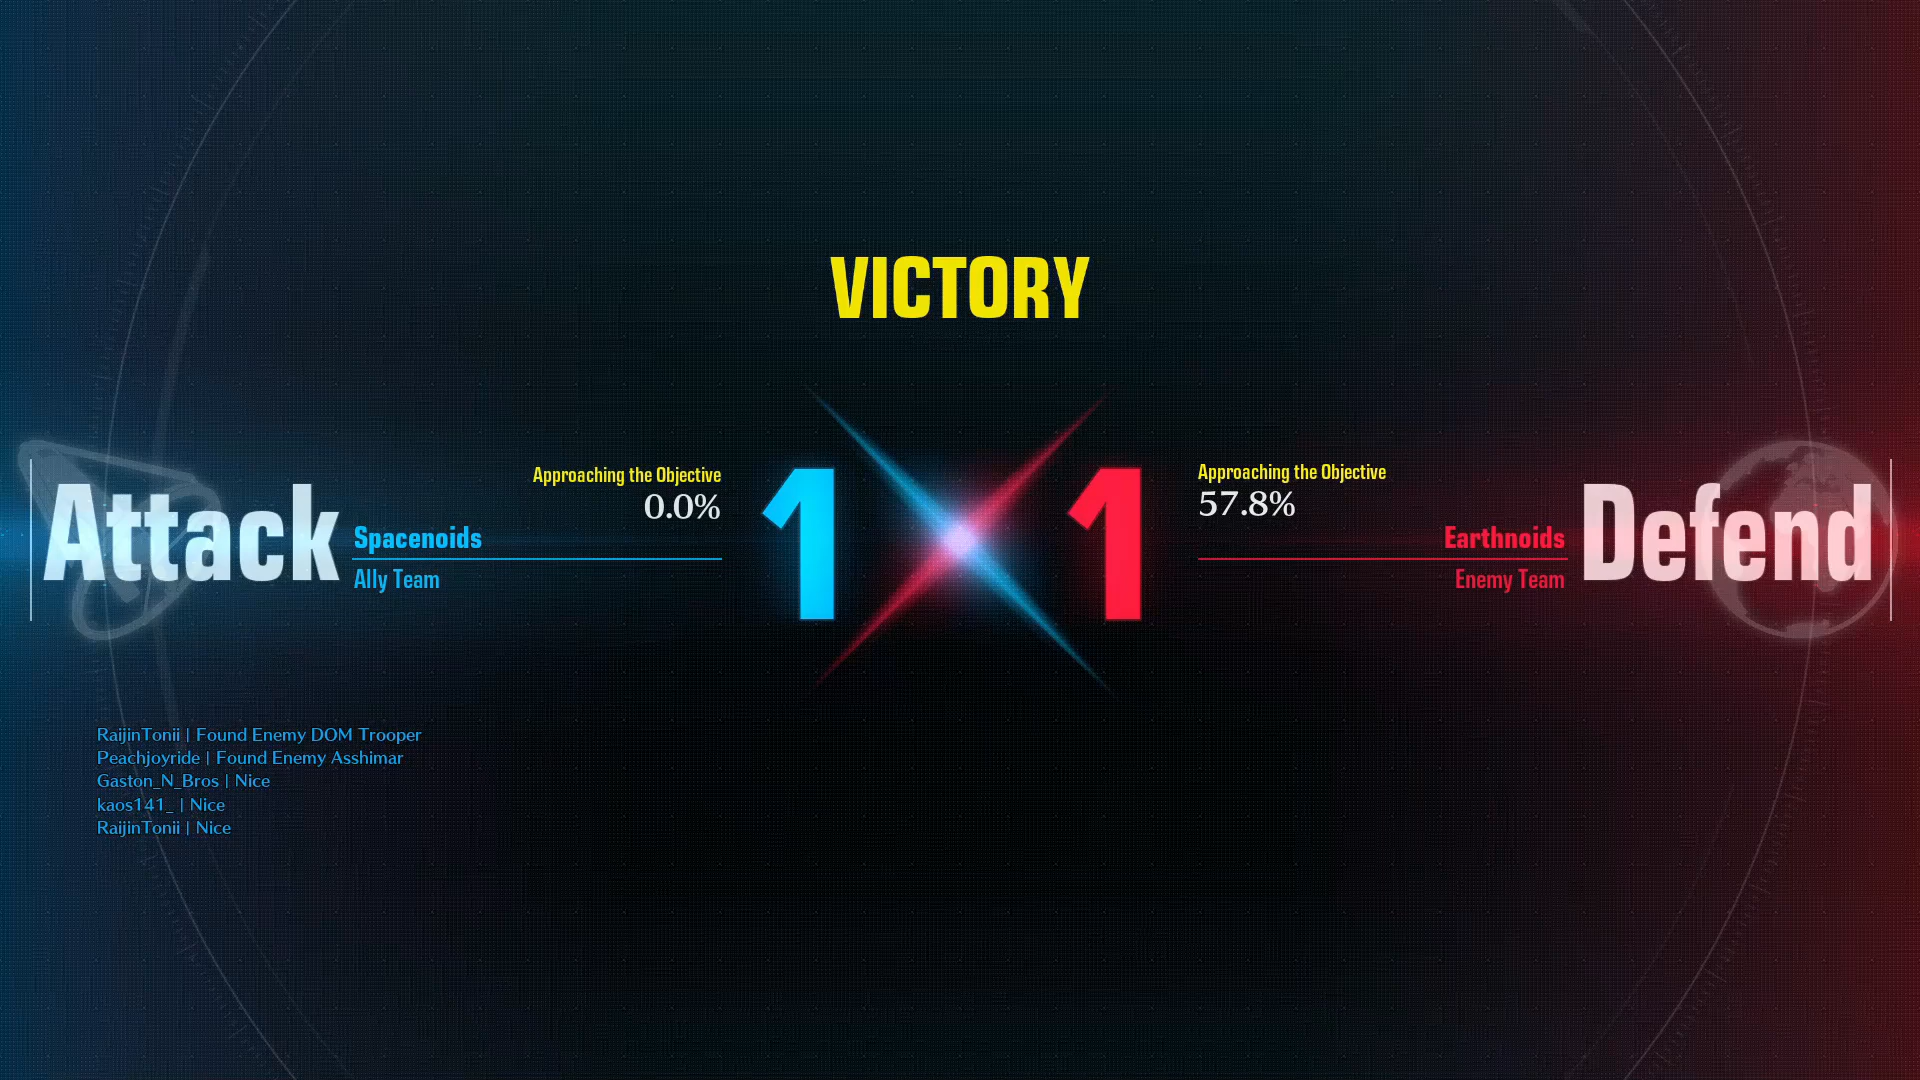 VICTORY
Attack
Spacenoids
Ally Team
Approaching the Objective
0.0%
1
1
Approaching the Objective
57.8%
Earthnoids
Enemy Team
Defend
RaijinTonii | Found Enemy DOM Trooper
Peachjoyride | Found Enemy Asshimar
Gaston_N_Bros | Nice
kaos141_ | Nice
RaijinTonii | Nice